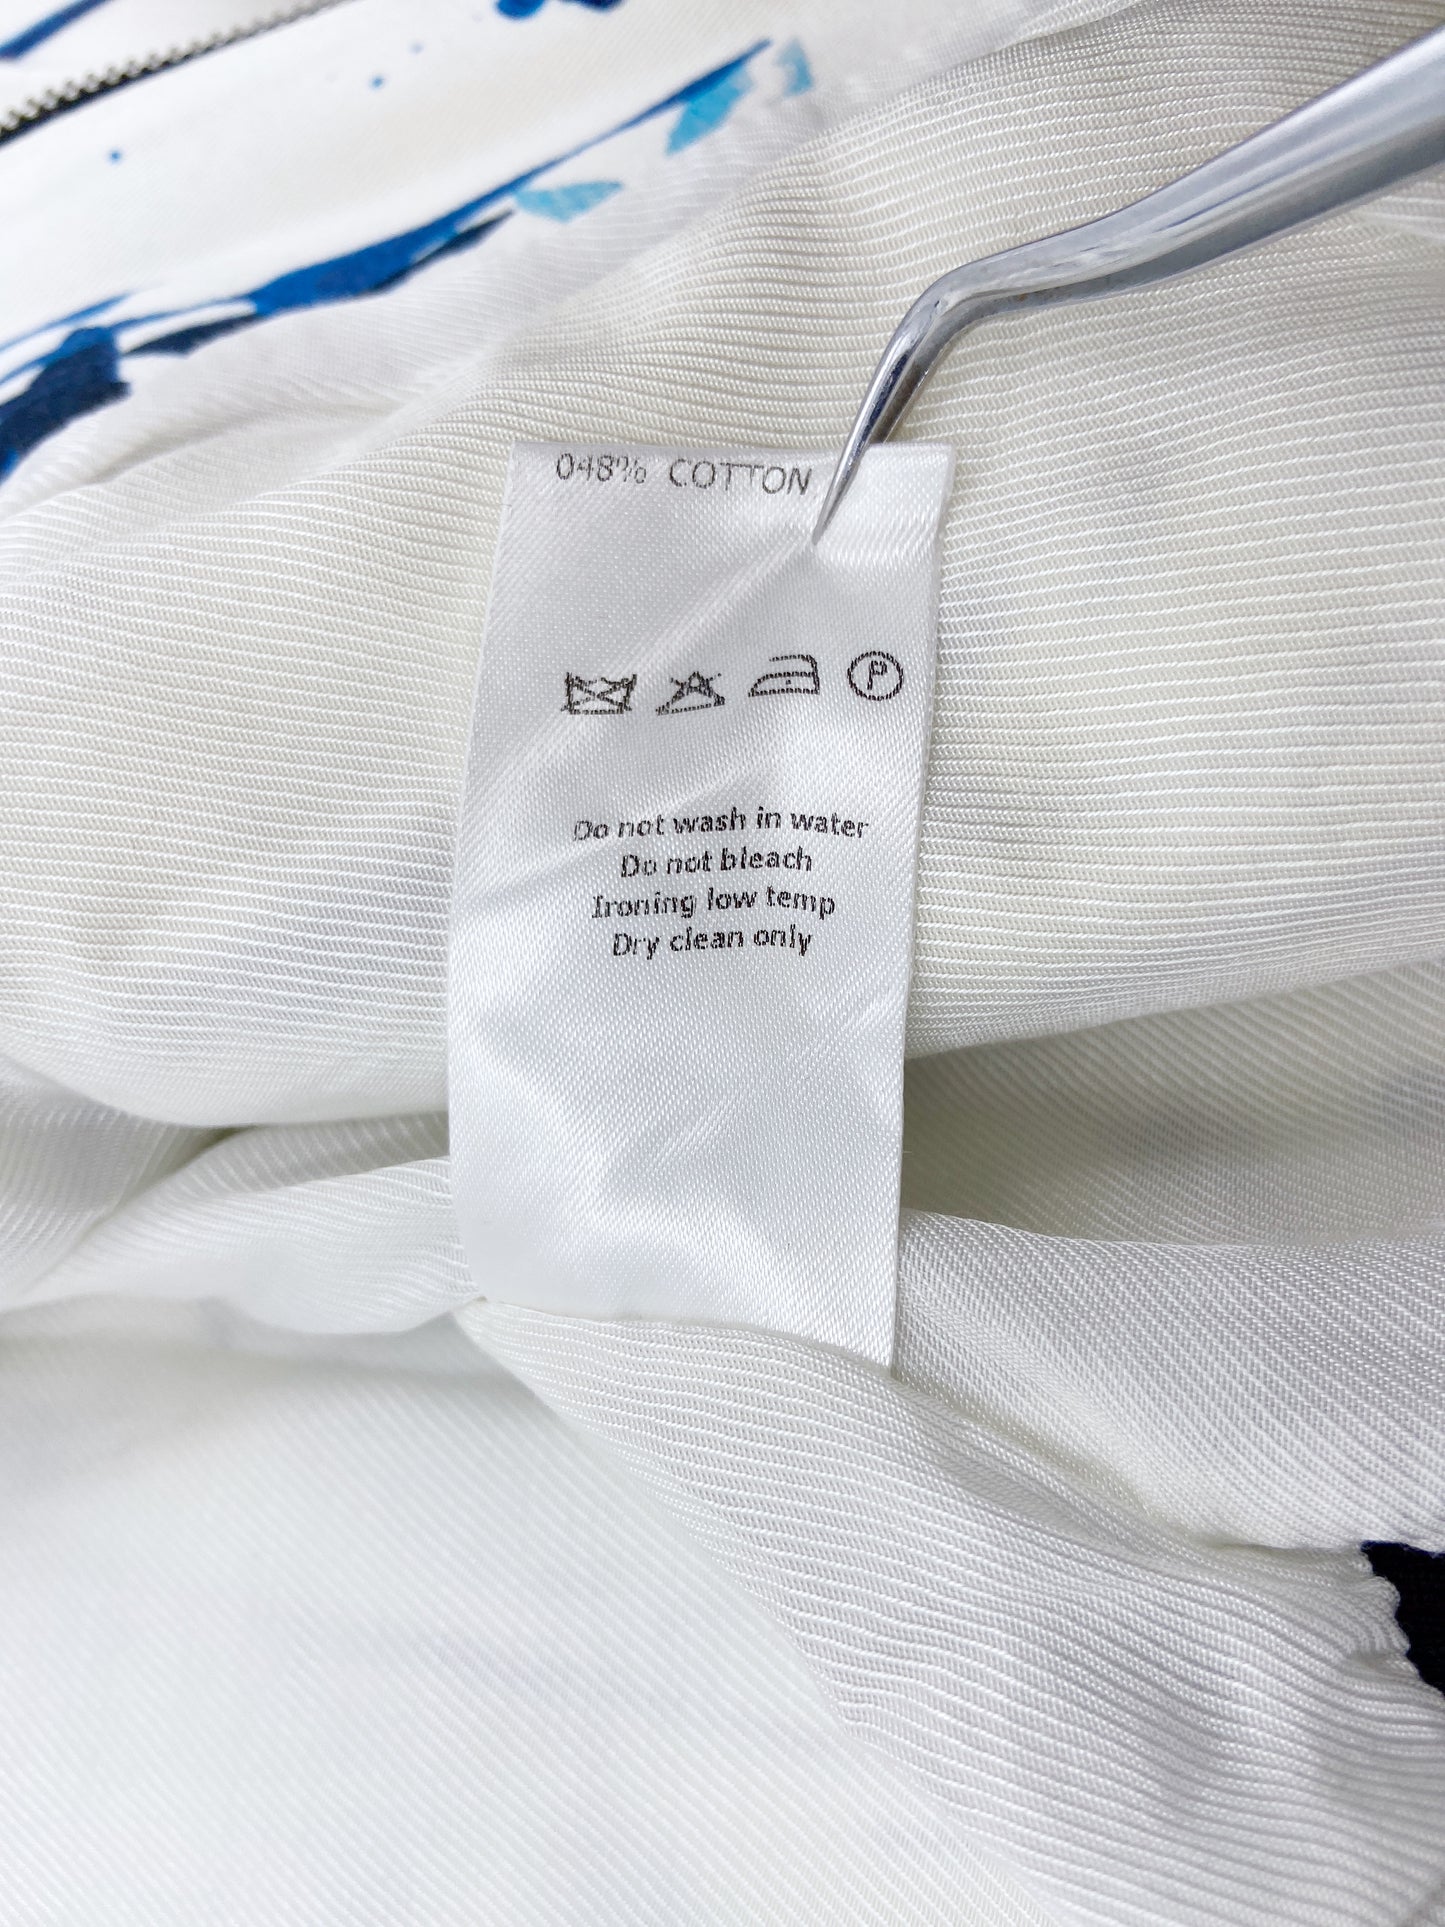 048% COTTON
P
Do not wash in water
Do not bleach
Ironing low temp
Dry clean only